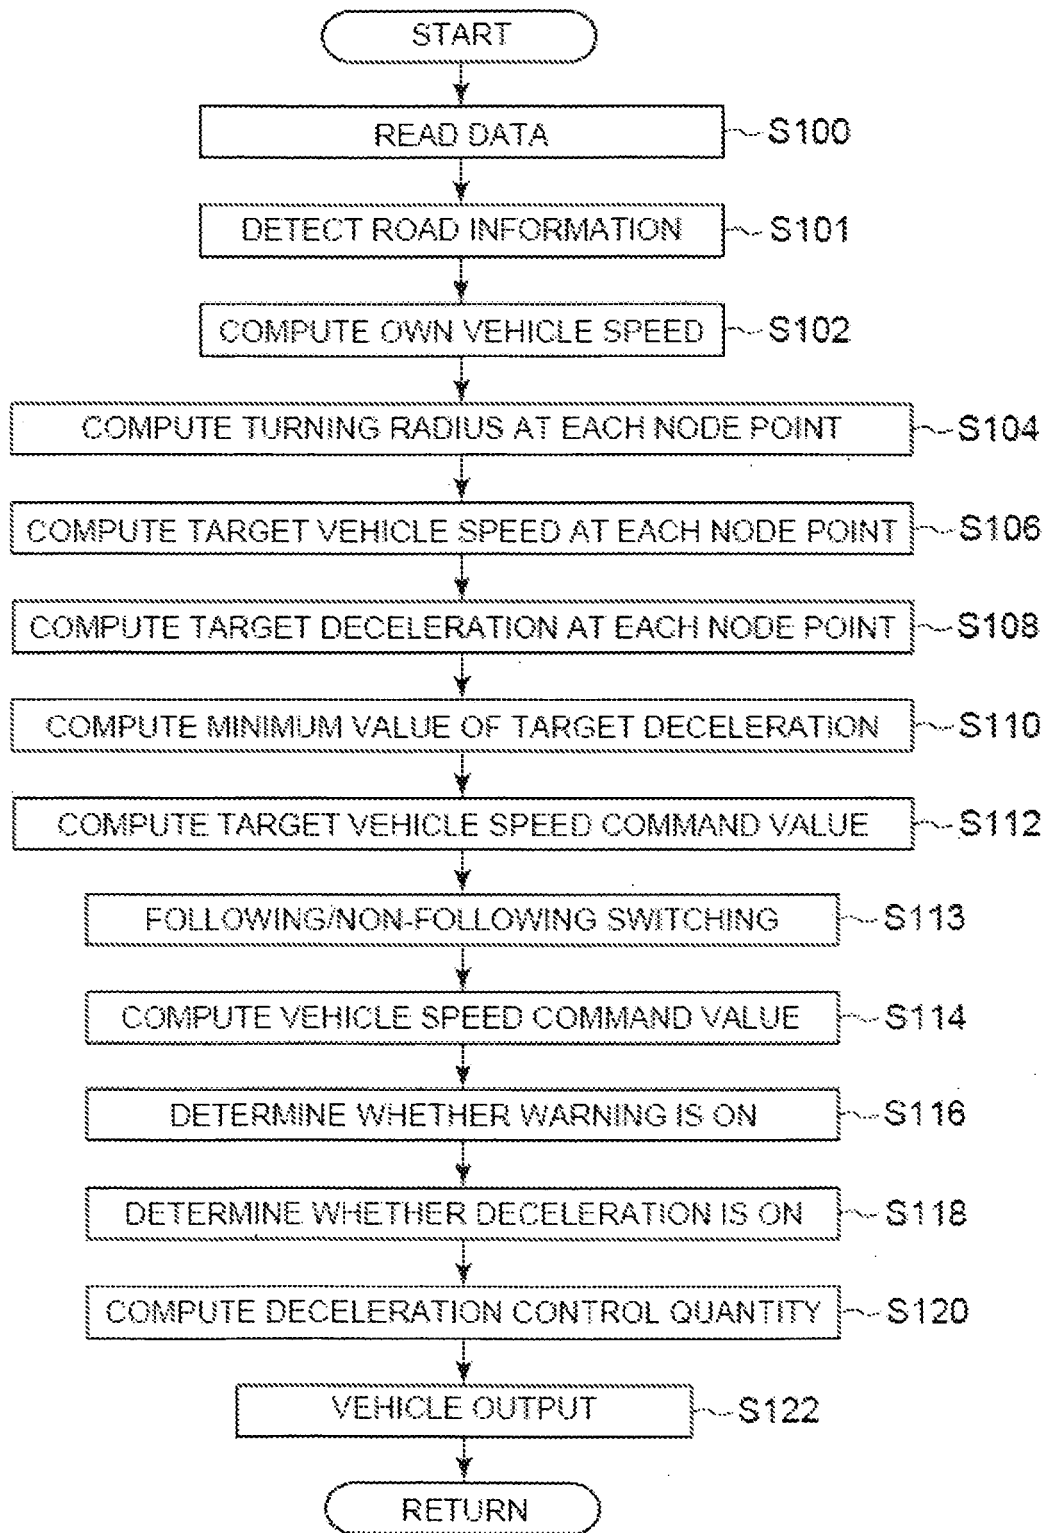 START
READ DATA
S100
DETECT ROAD INFORMATION
S101
COMPUTE OWN VEHICLE SPEED
S102
COMPUTE TURNING RADIUS AT EACH NODE POINT
S104
COMPUTE TARGET VEHICLE SPEED AT EACH NODE POINT
S106
COMPUTE TARGET DECELERATION AT EACH NODE POINT
S108
COMPUTE MINIMUM VALUE OF TARGET DECELERATION
S110
COMPUTE TARGET VEHICLE SPEED COMMAND VALUE
S112
FOLLOWING/NON-FOLLOWING SWITCHING
S113
COMPUTE VEHICLE SPEED COMMAND VALUE
S114
DETERMINE WHETHER WARNING IS ON
S116
DETERMINE WHETHER DECELERATION IS ON
S118
COMPUTE DECELERATION CONTROL QUANTITY
S120
VEHICLE OUTPUT
S122
RETURN